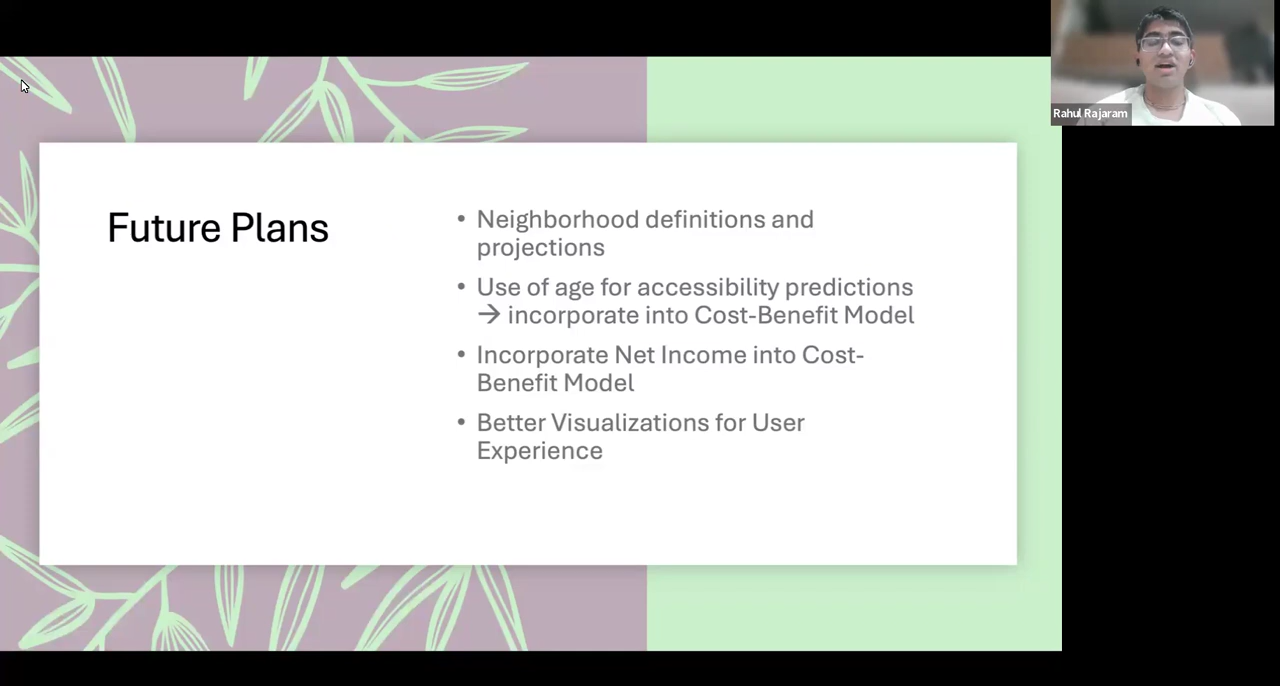 Rahul Rajaram
Future Plans
• Neighborhood definitions and
projections
• Use of age for accessibility predictions
→ incorporate into Cost-Benefit Model
• Incorporate Net Income into Cost-
Benefit Model
• Better Visualizations for User
Experience